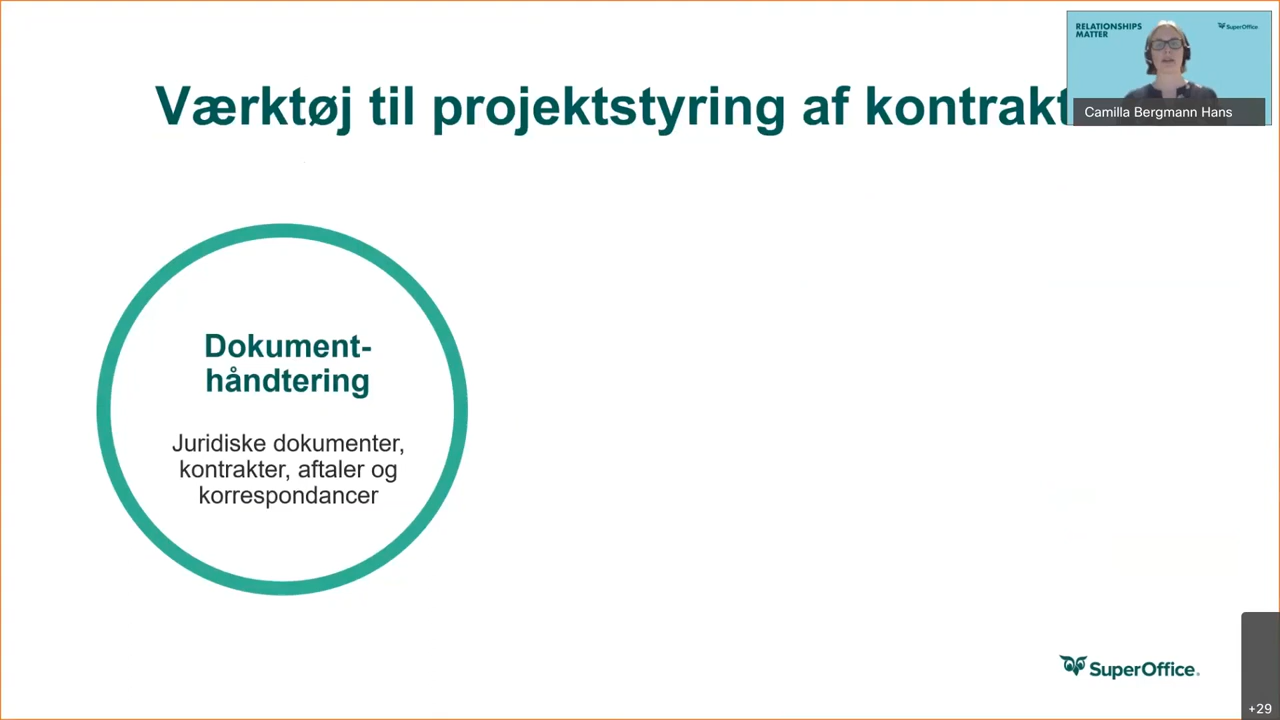 Værktøj til projektstyring af kontrakt
RELATIONSHIPS
MATTER
SuperOffice
Camilla Bergmann Hans
Dokument-
håndtering
Juridiske dokumenter,
kontrakter, aftaler og
korrespondancer
SuperOffice.
+29